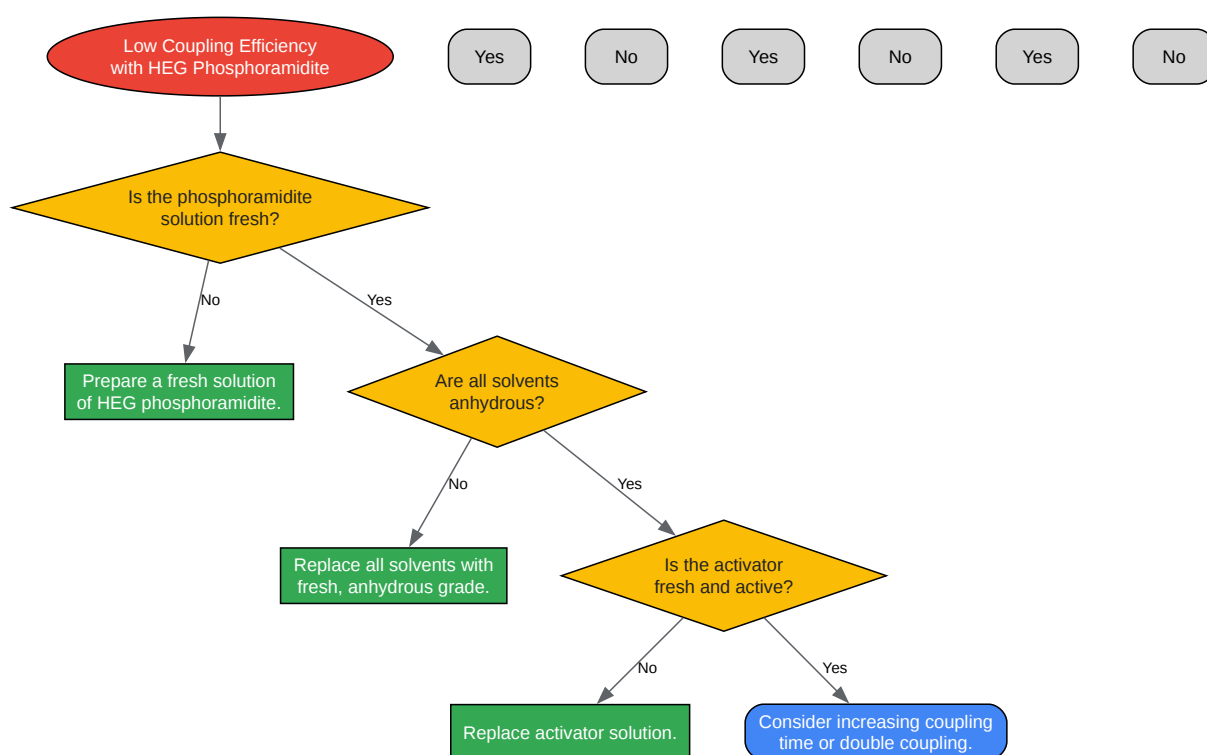 Low Coupling Efficiency
with HEG Phosphoramidite
Yes
No
Yes
No
Yes
No
Is the phosphoramidite
solution fresh?
No
Yes
Prepare a fresh solution
of HEG phosphoramidite.
Are all solvents
anhydrous?
No
Yes
Replace all solvents with
fresh, anhydrous grade.
Is the activator
fresh and active?
No
Yes
Replace activator solution.
Consider increasing coupling
time or double coupling.